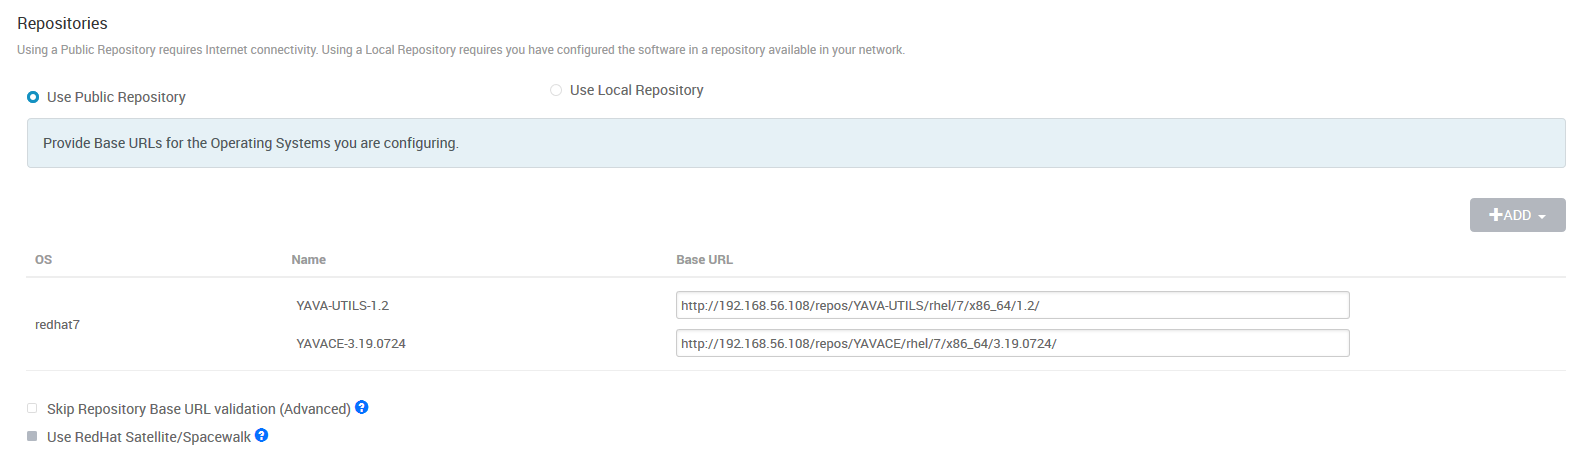 Repositories
Using a Public Repository requires Internet connectivity. Using a Local Repository requires you have configured the software in a repository available in your network.
Use Public Repository
Use Local Repository
Provide Base URLs for the Operating Systems you are configuring.
ADD
OS Name Base URL
redhat7
YAVA-UTILS-1.2 http://192.168.56.108/repos/YAVA-UTILS/rhel/7/x86_64/1.2/
YAVACE-3.19.0724 http://192.168.56.108/repos/YAVACE/rhel/7/x86_64/3.19.0724/
Skip Repository Base URL validation (Advanced) ?
Use RedHat Satellite/Spacewalk ?